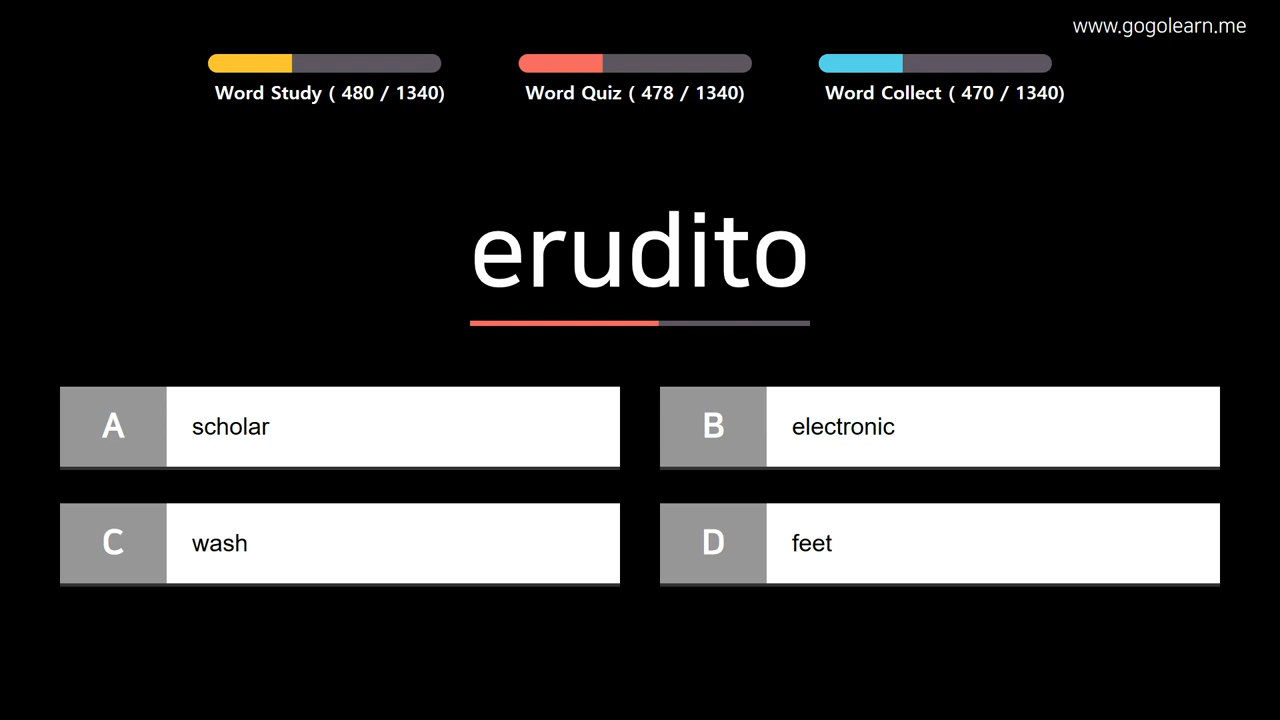 www.gogolearn.me
Word Study ( 480 / 1340)
Word Quiz ( 478 / 1340)
Word Collect ( 470 / 1340)
erudito
A scholar
B electronic
C wash
D feet